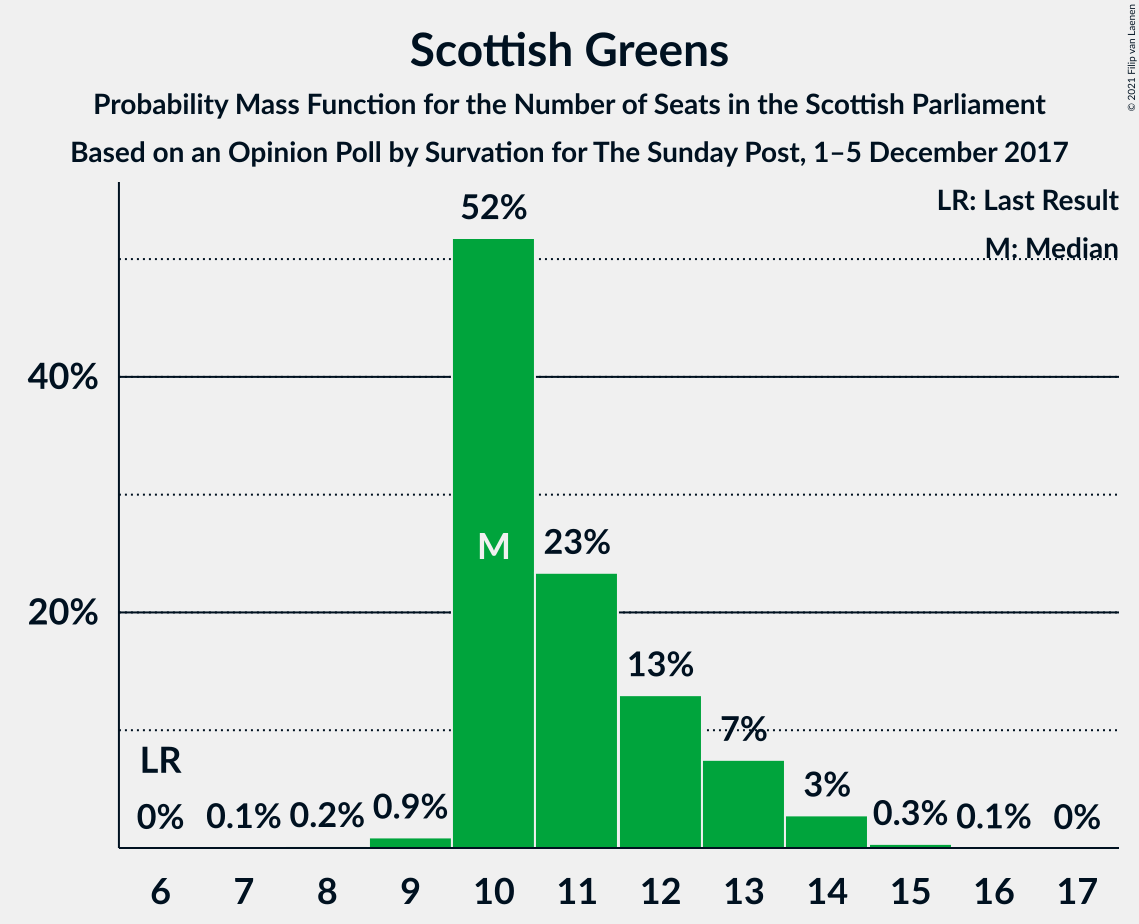 © 2021 Filip van Laenen
Scottish Greens
Probability Mass Function for the Number of Seats in the Scottish Parliament
Based on an Opinion Poll by Survation for The Sunday Post, 1–5 December 2017
LR: Last Result
M: Median
52%
40%
M
23%
20%
13%
7%
LR
3%
0%
0.1%
0.2%
0.9%
0.3%
0.1%
0%
6 7 8 9 10 11 12 13 14 15 16 17